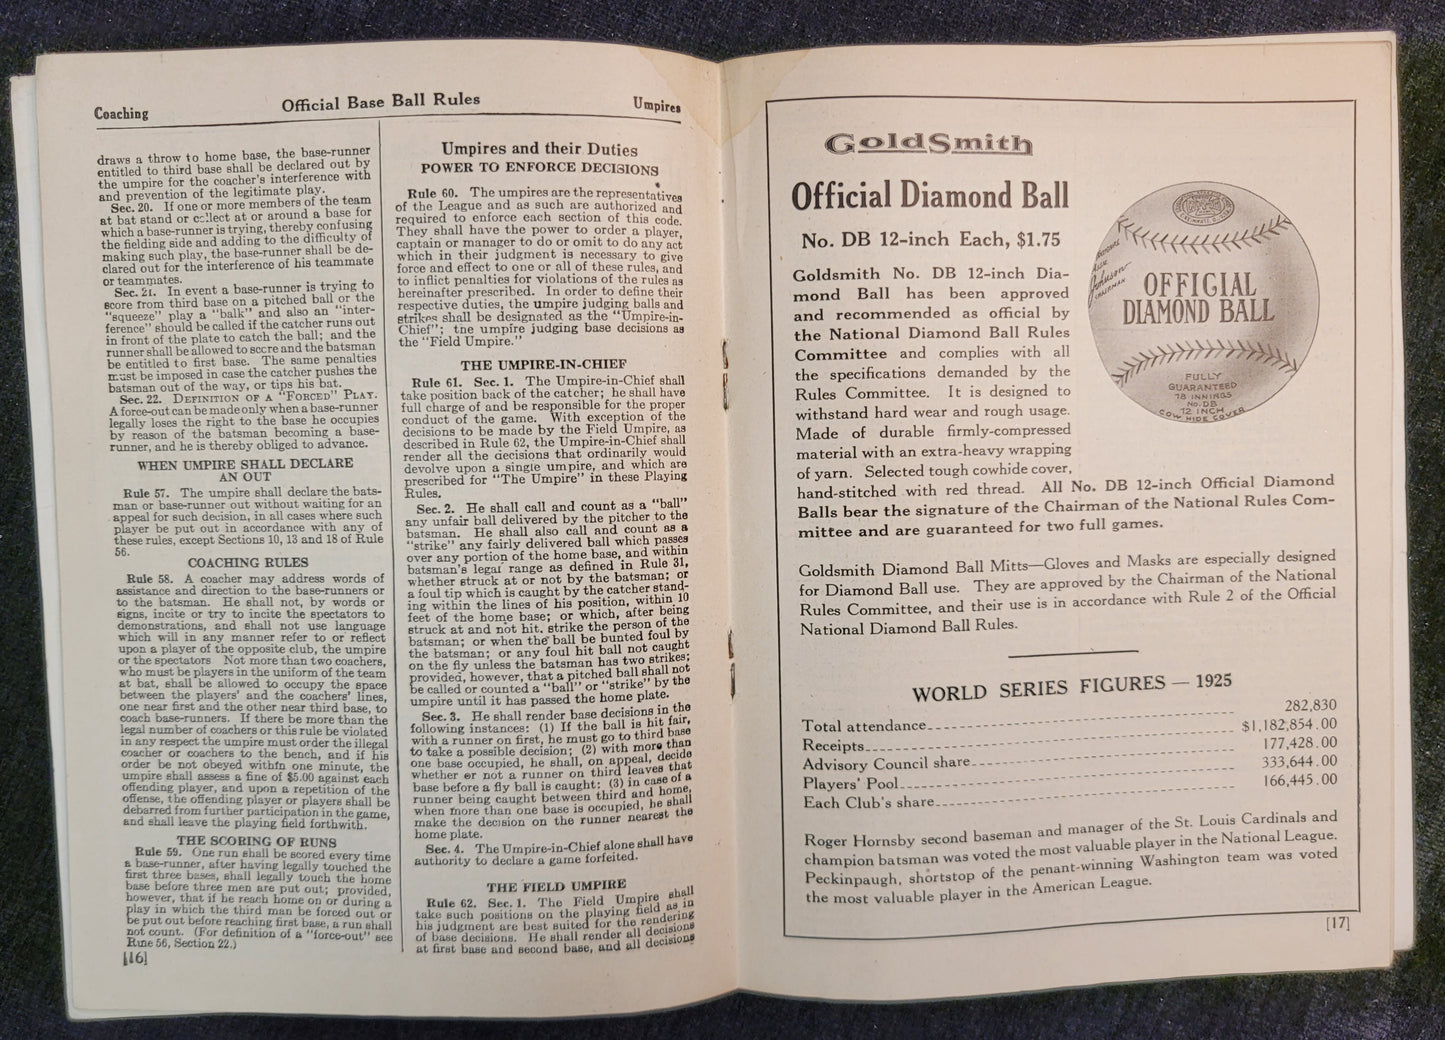 Coaching
Official Base Ball Rules
Umpires
draws a throw to home base, the base-runner
entitled to third base shall be declared out by
the umpire for the coacher's interference with
and prevention of the legitimate play.
Sec. 20. If one or more members of the team
at bat stand or collect at or around a base for
which a base-runner is trying, thereby confusing
the fielding side and adding to the difficulty of
making such play, the base-runner shall be de-
clared out for the interference of his teammate
or teammates.
Sec. 21. In event a base-runner is trying to
score from third base on a pitched ball or the
"squeeze" play a "balk" and also an "inter-
ference" should be called if the catcher runs out
in front of the plate to catch the ball; and the
runner shall be allowed to score and the batsman
be entitled to first base. The same penalties
must be imposed in case the catcher pushes the
batsman out of the way, or tips his bat.
Sec. 22. DEFINITION OF A "FORCED" PLAY.
A force-out can be made only when a base-runner
legally loses the right to the base he occupies
by reason of the batsman becoming a base-
runner, and he is thereby obliged to advance.
WHEN UMPIRE SHALL DECLARE
AN OUT
Rule 57. The umpire shall declare the bats-
man or base-runner out without waiting for an
appeal for such decision, in all cases where such
player be put out in accordance with any of
these rules, except Sections 10, 13 and 18 of Rule
56.
COACHING RULES
Rule 58. A coacher may address words of
assistance and direction to the base-runners or
to the batsman. He shall not, by words or
signs, incite or try to incite the spectators to
demonstrations, and shall not use language
which will in any manner refer to or reflect
upon a player of the opposite club, the umpire
or the spectators Not more than two coachers,
who must be players in the uniform of the team
at bat, shall be allowed to occupy the space
between the players' and the coachers' lines,
one near first and the other near third base, to
coach base-runners. If there be more than the
legal number of coachers or this rule be violated
in any respect the umpire must order the illegal
coacher or coachers to the bench, and if his
order be not obeyed within one minute, the
umpire shall assess a fine of $5.00 against each
offending player, and upon a repetition of the
offense, the offending player or players shall be
debarred from further participation in the game,
and shall leave the playing field forthwith.
THE SCORING OF RUNS
Rule 59. One run shall be scored every time
a base-runner, after having legally touched the
first three bases, shall legally touch the home
base before three men are put out; provided,
however, that if he reach home on or during a
play in which the third man be forced out or
be put out before reaching first base, a run shall
not count. (For definition of a "force-out" see
Rule 56, Section 22.)
[16]
Umpires and their Duties
POWER TO ENFORCE DECISIONS
Rule 60. The umpires are the representatives
of the League and as such are authorized and
required to enforce each section of this code.
They shall have the power to order a player,
captain or manager to do or omit to do any act
which in their judgment is necessary to give
force and effect to one or all of these rules, and
to inflict penalties for violations of the rules as
hereinafter prescribed. In order to define their
respective duties, the umpire judging balls and
strikes shall be designated as the "Umpire-in-
Chief"; the umpire judging base decisions as
the "Field Umpire."
THE UMPIRE-IN-CHIEF
Rule 61. Sec. 1. The Umpire-in-Chief shall
take position back of the catcher; he shall have
full charge of and be responsible for the proper
conduct of the game. With exception of the
decisions to be made by the Field Umpire, as
described in Rule 62, the Umpire-in-Chief shall
render all the decisions that ordinarily would
devolve upon a single umpire, and which are
prescribed for "The Umpire" in these Playing
Rules.
Sec. 2. He shall call and count as a "ball"
any unfair ball delivered by the pitcher to the
batsman. He shall also call and count as a
"strike" any fairly delivered ball which passes
over any portion of the home base, and within
batsman's legal range as defined in Rule 31,
whether struck at or not by the batsman; or
a foul tip which is caught by the catcher stand-
ing within the lines of his position, within 10
feet of the home base; or which, after being
struck at and not hit, strike the person of the
batsman; or when the ball be bunted foul by
the batsman; or any foul hit ball not caught
on the fly unless the batsman has two strikes;
provided, however, that a pitched ball shall not
be called or counted a "ball" or "strike" by the
umpire until it has passed the home plate.
Sec. 3. He shall render base decisions in the
following instances: (1) If the ball is hit fair,
with a runner on first, he must go to third base
to take a possible decision; (2) with more than
one base occupied, he shall, on appeal, decide
whether or not a runner on third leaves that
base before a fly ball is caught: (3) in case of a
runner being caught between third and home,
when more than one base is occupied, he shall
make the decision on the runner nearest the
home plate.
Sec. 4. The Umpire-in-Chief alone shall have
authority to declare a game forfeited.
THE FIELD UMPIRE
Rule 62. Sec. 1. The Field Umpire shall
take such positions on the playing field as in
his judgment are best suited for the rendering
of base decisions. He shall render all decisions
at first base and second base, and all decisions
GoldSmith
Official Diamond Ball
No. DB 12-inch Each, $1.75
Goldsmith No. DB 12-inch Dia-
mond Ball has been approved
and recommended as official by
the National Diamond Ball Rules
Committee and complies with all
the specifications demanded by the
Rules Committee. It is designed to
withstand hard wear and rough usage.
Made of durable firmly-compressed
material with an extra-heavy wrapping
of yarn. Selected tough cowhide cover,
hand-stitched with red thread. All No. DB 12-inch Official Diamond
Balls bear the signature of the Chairman of the National Rules Com-
mittee and are guaranteed for two full games.
OFFICIAL
DIAMOND BALL
Johnson
CHAIRMAN
FULLY
GUARANTEED
18 INNINGS
No. DB
12 INCH
COW HIDE COVER
Goldsmith Diamond Ball Mitts—Gloves and Masks are especially designed
for Diamond Ball use. They are approved by the Chairman of the National
Rules Committee, and their use is in accordance with Rule 2 of the Official
National Diamond Ball Rules.
WORLD SERIES FIGURES — 1925
Total attendance 282,830
Receipts $1,182,854.00
Advisory Council share 177,428.00
Players' Pool 333,644.00
Each Club's share 166,445.00
Roger Hornsby second baseman and manager of the St. Louis Cardinals and
champion batsman was voted the most valuable player in the National League.
Peckinpaugh, shortstop of the penant-winning Washington team was voted
the most valuable player in the American League.
[17]